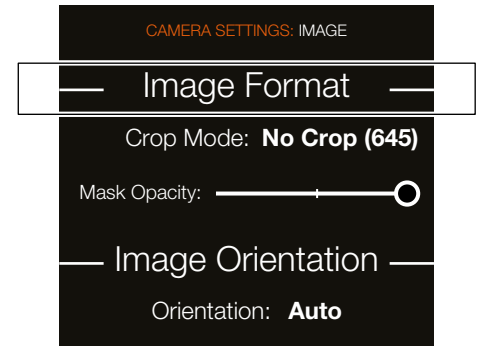 CAMERA SETTINGS: IMAGE
Image Format
Crop Mode: No Crop (645)
Mask Opacity:
Image Orientation
Orientation: Auto